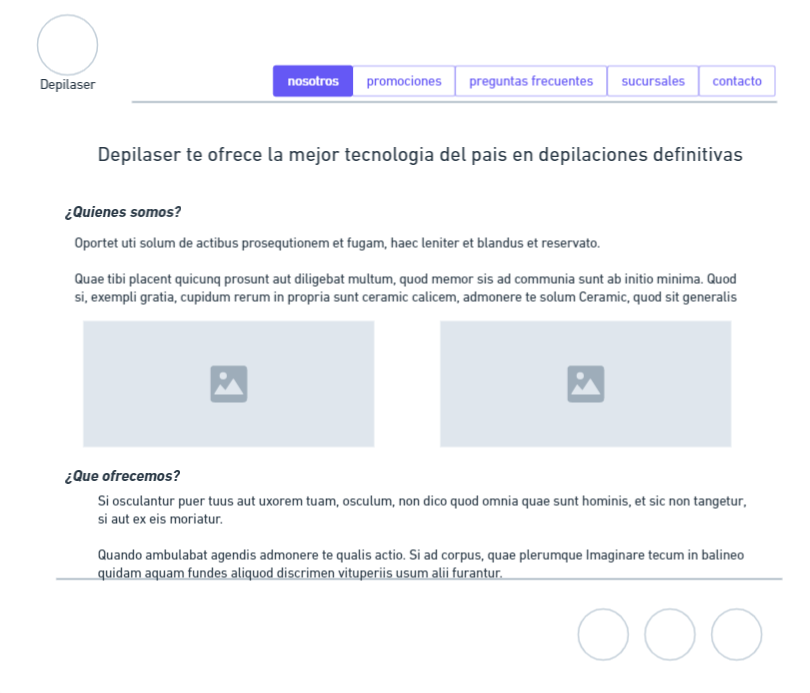 Depilaser
nosotros promociones preguntas frecuentes sucursales contacto
Depilaser te ofrece la mejor tecnologia del pais en depilaciones definitivas
¿Quienes somos?
Oportet uti solum de actibus prosequtionem et fugam, haec leniter et blandus et reservato.
Quae tibi placent quicunq prosunt aut diligebat multum, quod memor sis ad communia sunt ab initio minima. Quod
si, exempli gratia, cupidum rerum in propria sunt ceramic calicem, admonere te solum Ceramic, quod sit generalis
¿Que ofrecemos?
Si osculantur puer tuus aut uxorem tuam, osculum, non dico quod omnia quae sunt hominis, et sic non tangetur,
si aut ex eis moriatur.
Quando ambulabat agendis admonere te qualis actio. Si ad corpus, quae plerumque Imaginare tecum in balineo
quidam aquam fundes aliquod discrimen vituperiis usum alii furantur.